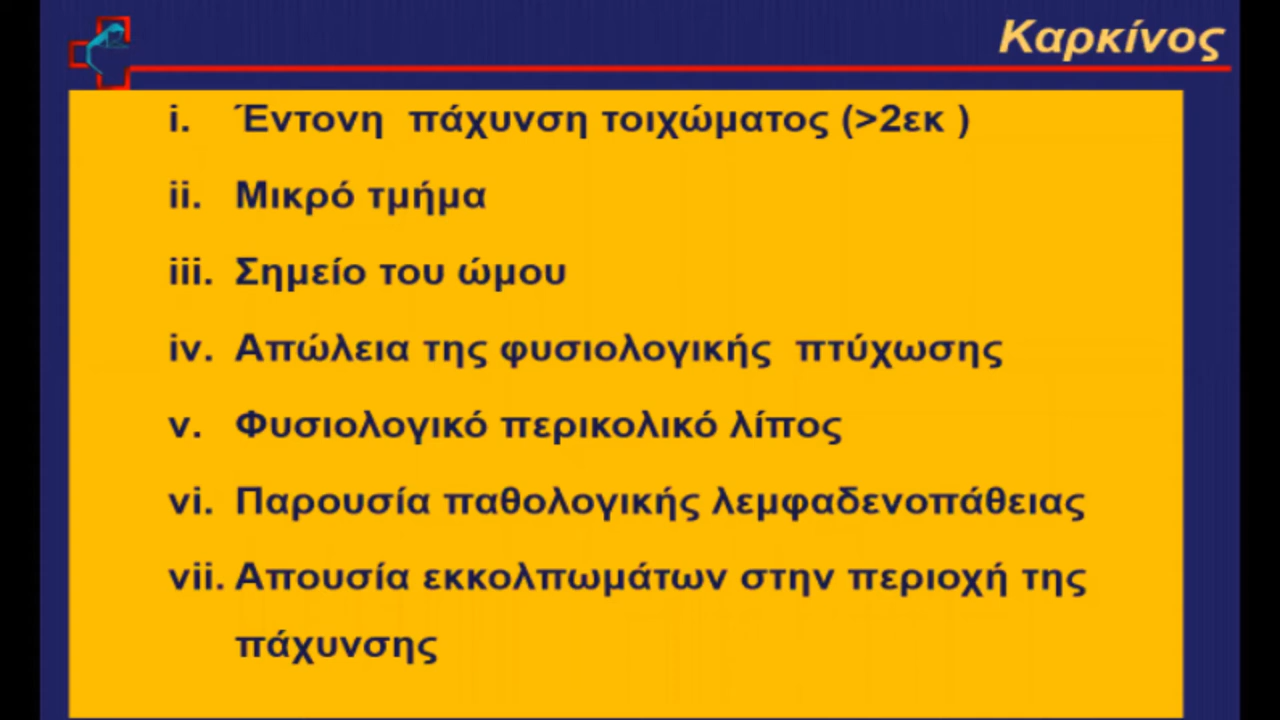 Καρκίνος
i. Έντονη πάχυνση τοιχώματος (>2εκ )
ii. Μικρό τμήμα
iii. Σημείο του ώμου
iv. Απώλεια της φυσιολογικής πτύχωσης
v. Φυσιολογικό περικολικό λίπος
vi. Παρουσία παθολογικής λεμφαδενοπάθειας
vii. Απουσία εκκολπωμάτων στην περιοχή της
πάχυνσης